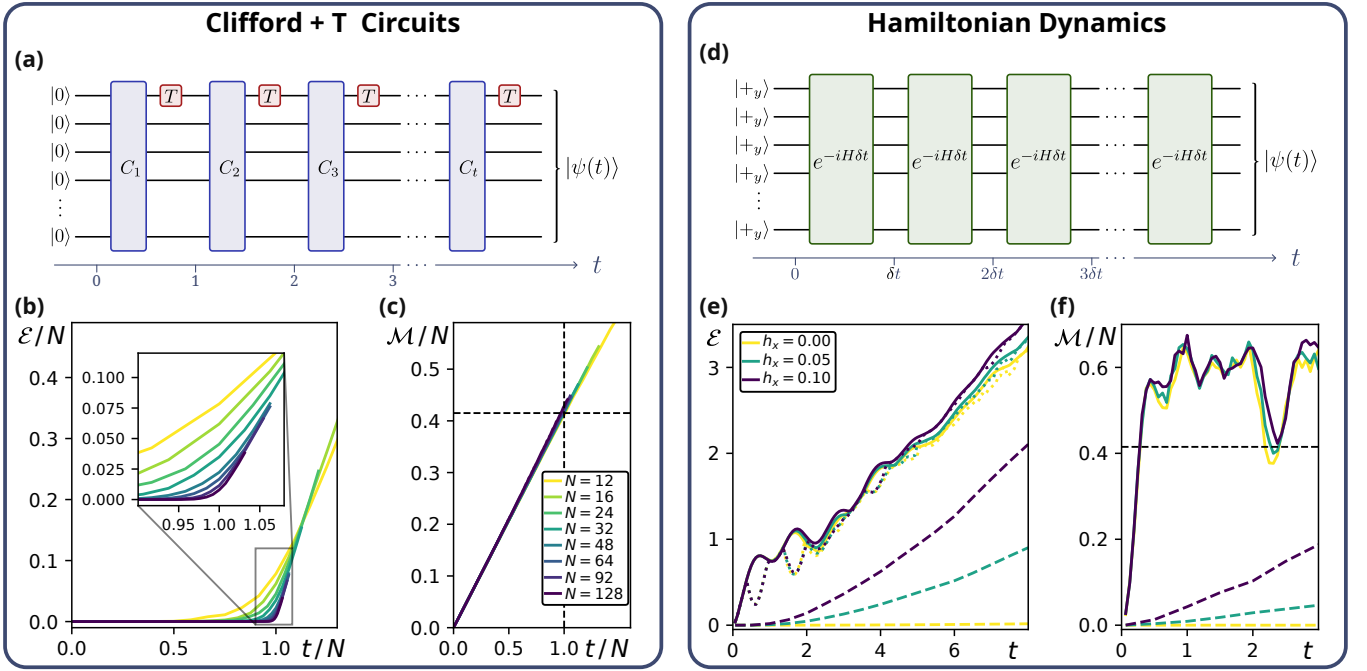 Clifford + T Circuits
(a)
|0⟩ T T T ··· T
|0⟩
|0⟩
|0⟩ C₁ C₂ C₃ ··· Cₜ |ψ(t)⟩
⋮
|0⟩ ···
0 1 2 3 ··· t
(b)
ℰ/N
0.4
0.3
0.2
0.1
0.0
0.0 0.5 1.0 t/N
0.100
0.075
0.050
0.025
0.000
0.95 1.00 1.05
(c)
ℳ/N
0.5
0.4
0.3
0.2
0.1
0.0
0.0 0.5 1.0 t/N
N = 12
N = 16
N = 24
N = 32
N = 48
N = 64
N = 92
N = 128
Hamiltonian Dynamics
(d)
|+y⟩ ···
|+y⟩
|+y⟩
|+y⟩ e^{-iHδt} e^{-iHδt} e^{-iHδt} ··· e^{-iHδt} |ψ(t)⟩
⋮
|+y⟩ ···
0 δt 2δt 3δt ··· t
(e)
ℰ
3
2
1
0
0 2 4 6 t
hₓ = 0.00
hₓ = 0.05
hₓ = 0.10
(f)
ℳ/N
0.6
0.4
0.2
0.0
0 1 2 t